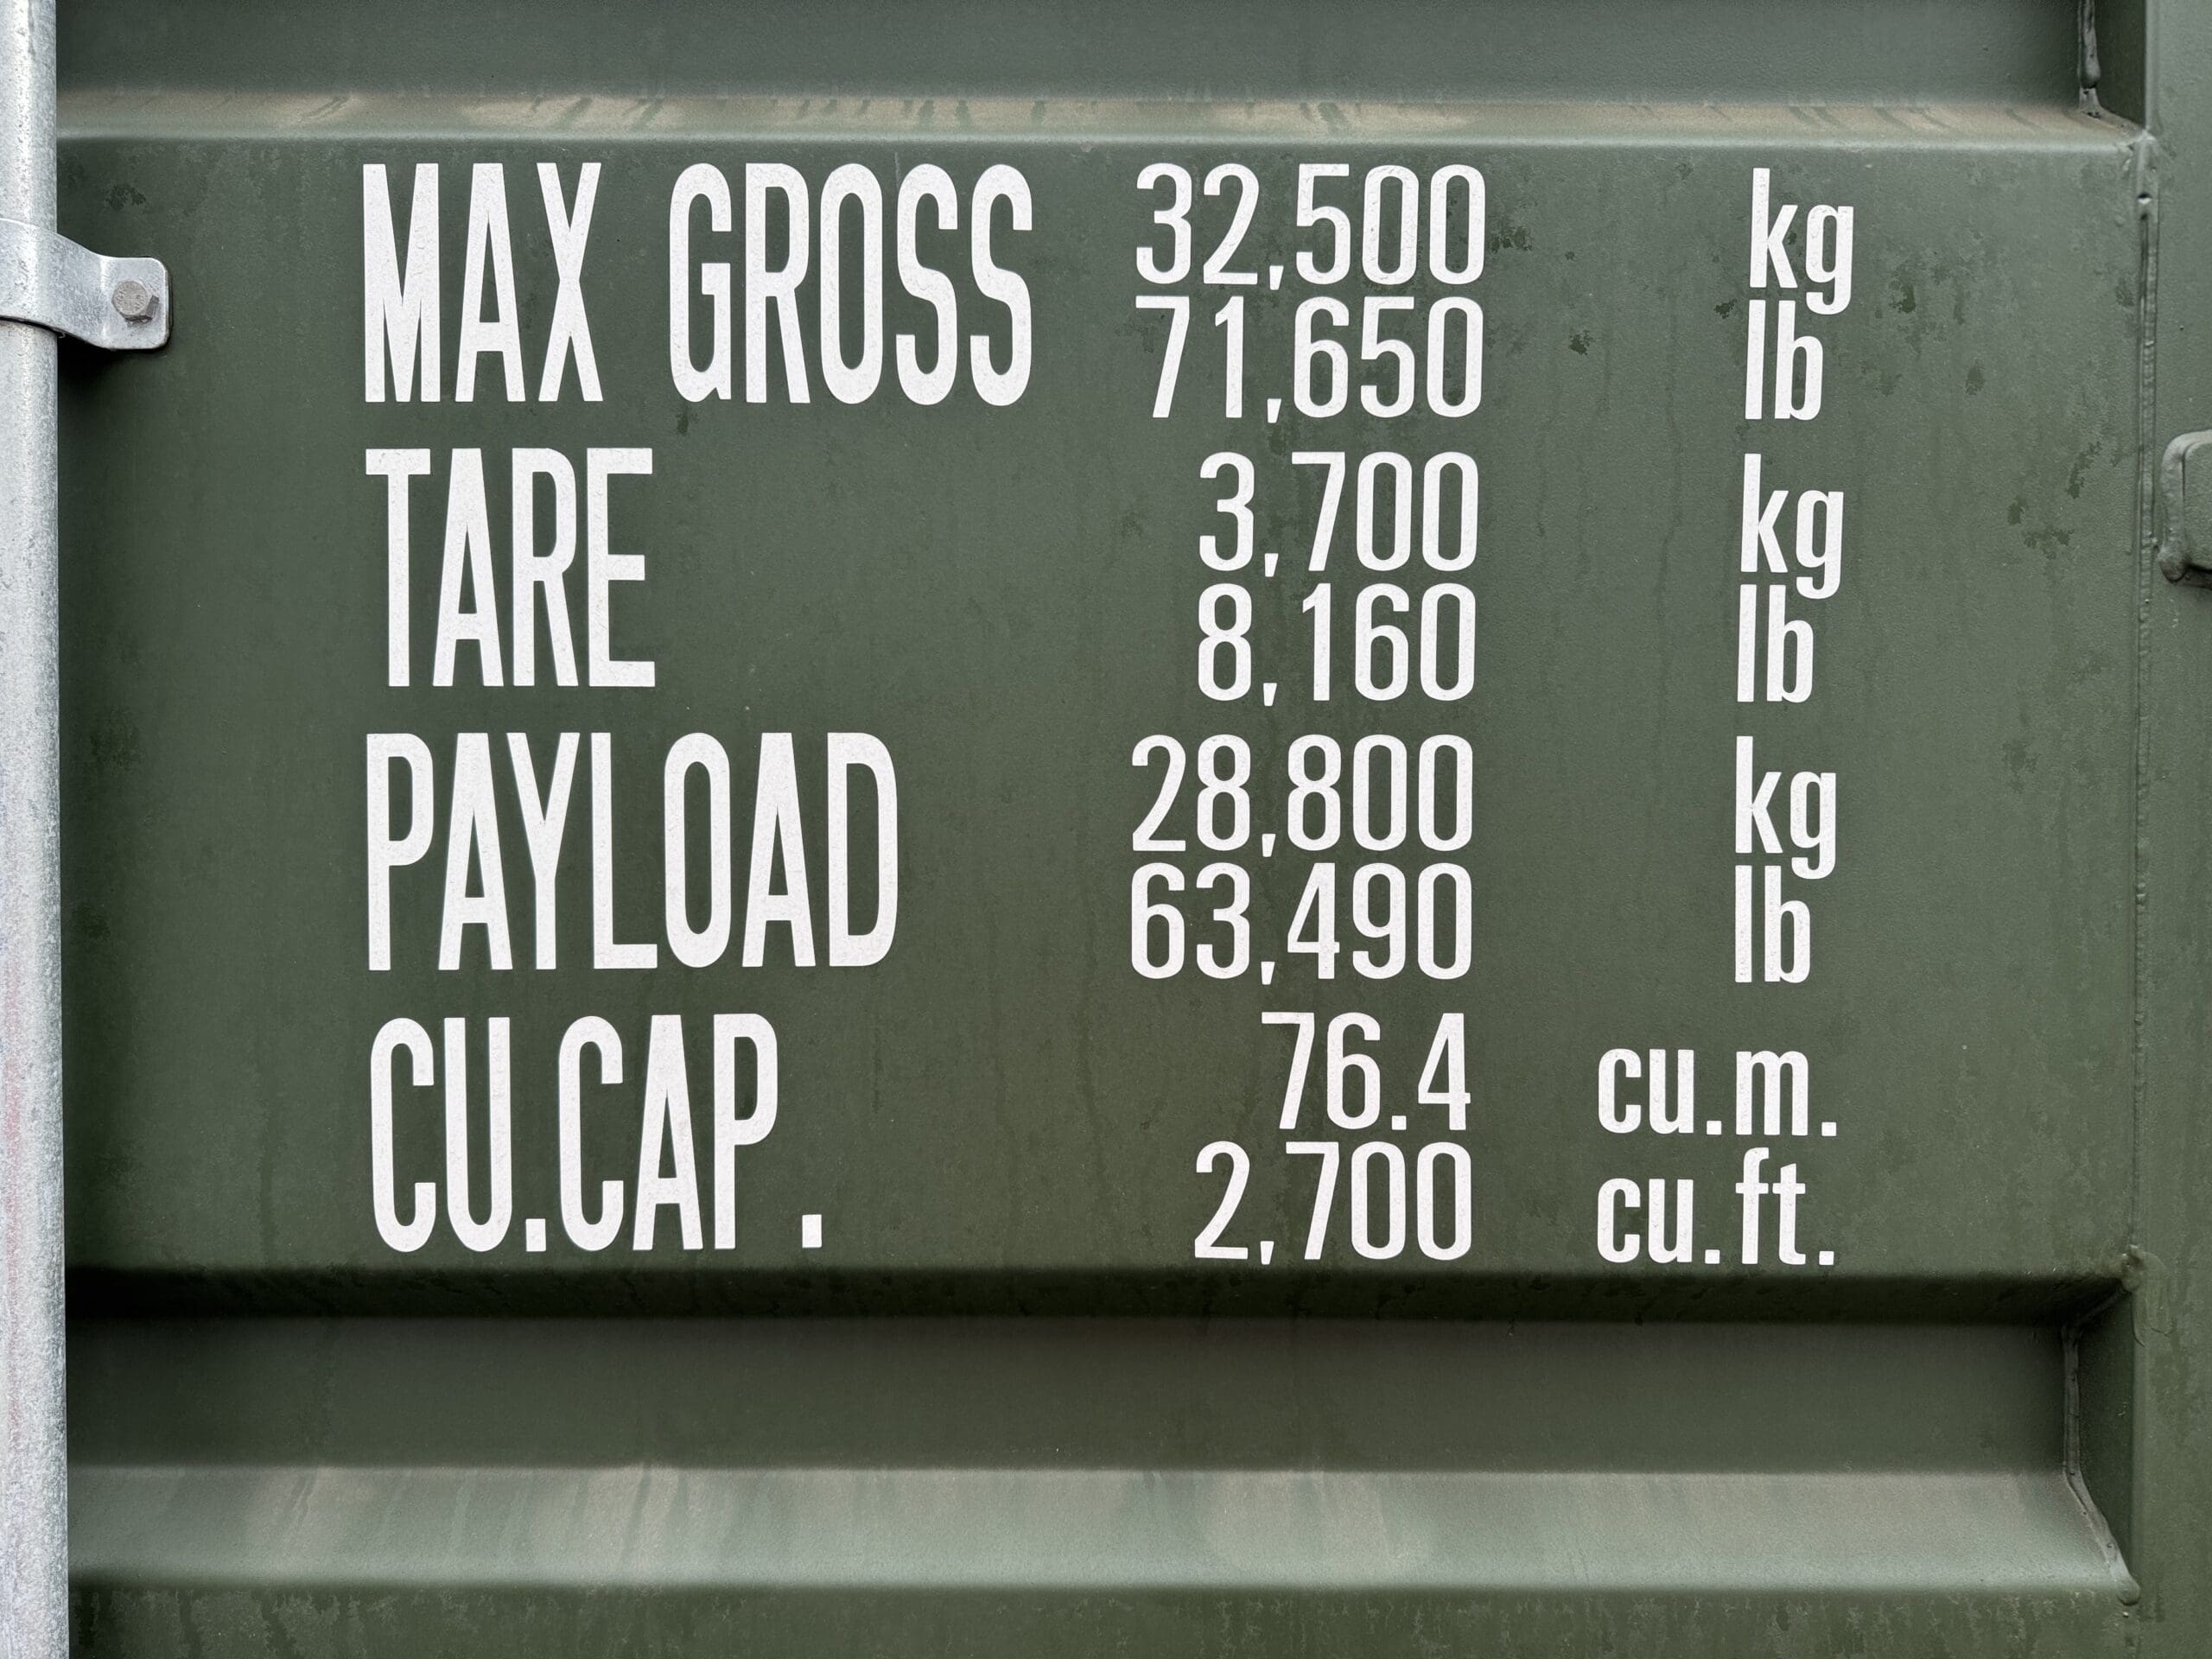 MAX GROSS 32,500 kg
71,650 lb
TARE 3,700 kg
8,160 lb
PAYLOAD 28,800 kg
63,490 lb
CU.CAP. 76.4 cu.m.
2,700 cu.ft.